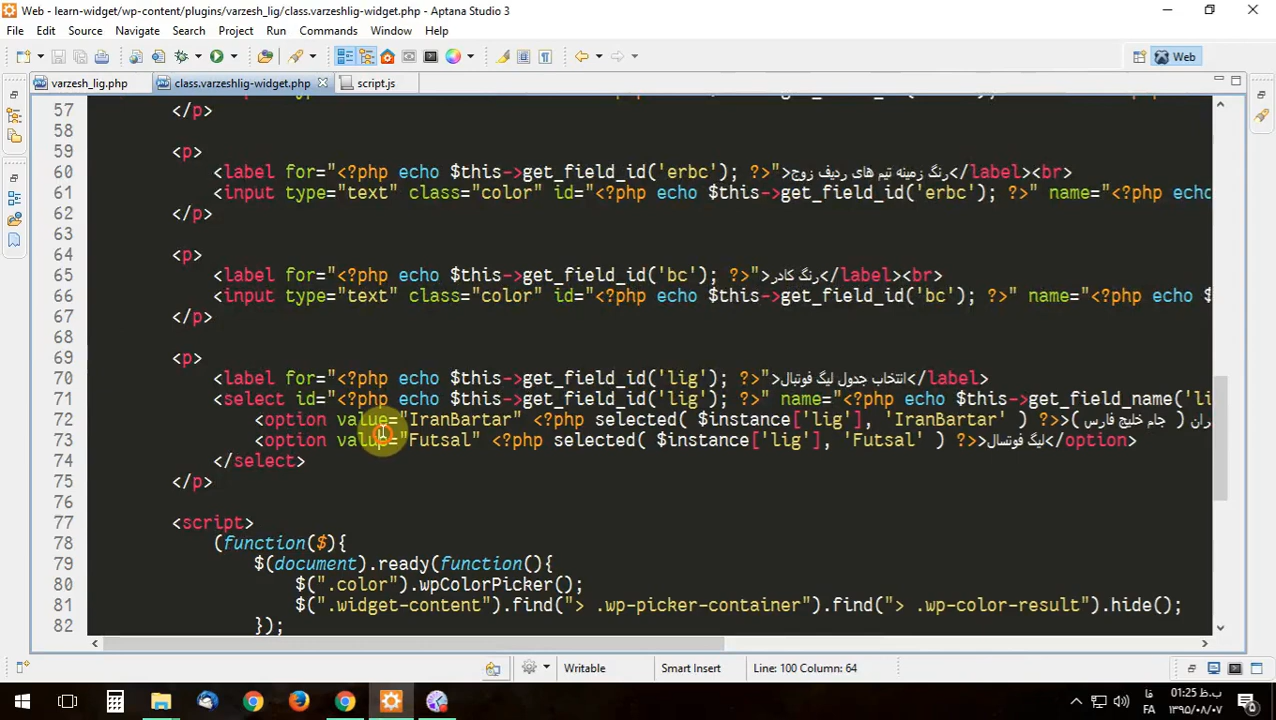 Web - learn-widget/wp-content/plugins/varzesh_lig/class.varzeshlig-widget.php - Aptana Studio 3
File Edit Source Navigate Search Project Run Commands Window Help
Web
varzesh_lig.php class.varzeshlig-widget.php script.js
57 </p>
58
59 <p>
60 <label for="<?php echo $this->get_field_id('erbc'); ?>">رنگ زمینه تیم های ردیف زوج</label><br>
61 <input type="text" class="color" id="<?php echo $this->get_field_id('erbc'); ?>" name="<?php echo $this->get
62 </p>
63
64 <p>
65 <label for="<?php echo $this->get_field_id('bc'); ?>">رنگ کادر</label><br>
66 <input type="text" class="color" id="<?php echo $this->get_field_id('bc'); ?>" name="<?php echo $
67 </p>
68
69 <p>
70 <label for="<?php echo $this->get_field_id('lig'); ?>">انتخاب جدول لیگ فوتبال</label>
71 <select id="<?php echo $this->get_field_id('lig'); ?>" name="<?php echo $this->get_field_name('li
72 <option value="IranBartar" <?php selected( $instance['lig'], 'IranBartar' ) ?>>( جام خلیج فارس ) ران
73 <option value="Futsal" <?php selected( $instance['lig'], 'Futsal' ) ?>>لیگ فوتسال</option>
74 </select>
75 </p>
76
77 <script>
78 (function($){
79 $(document).ready(function(){
80 $(".color").wpColorPicker();
81 $(".widget-content").find("> .wp-picker-container").find("> .wp-color-result").hide();
82 });
Writable Smart Insert Line: 100 Column: 64
فا ب.ظ 01:25
FA ۱۳۹۵/۰۸/۰۷